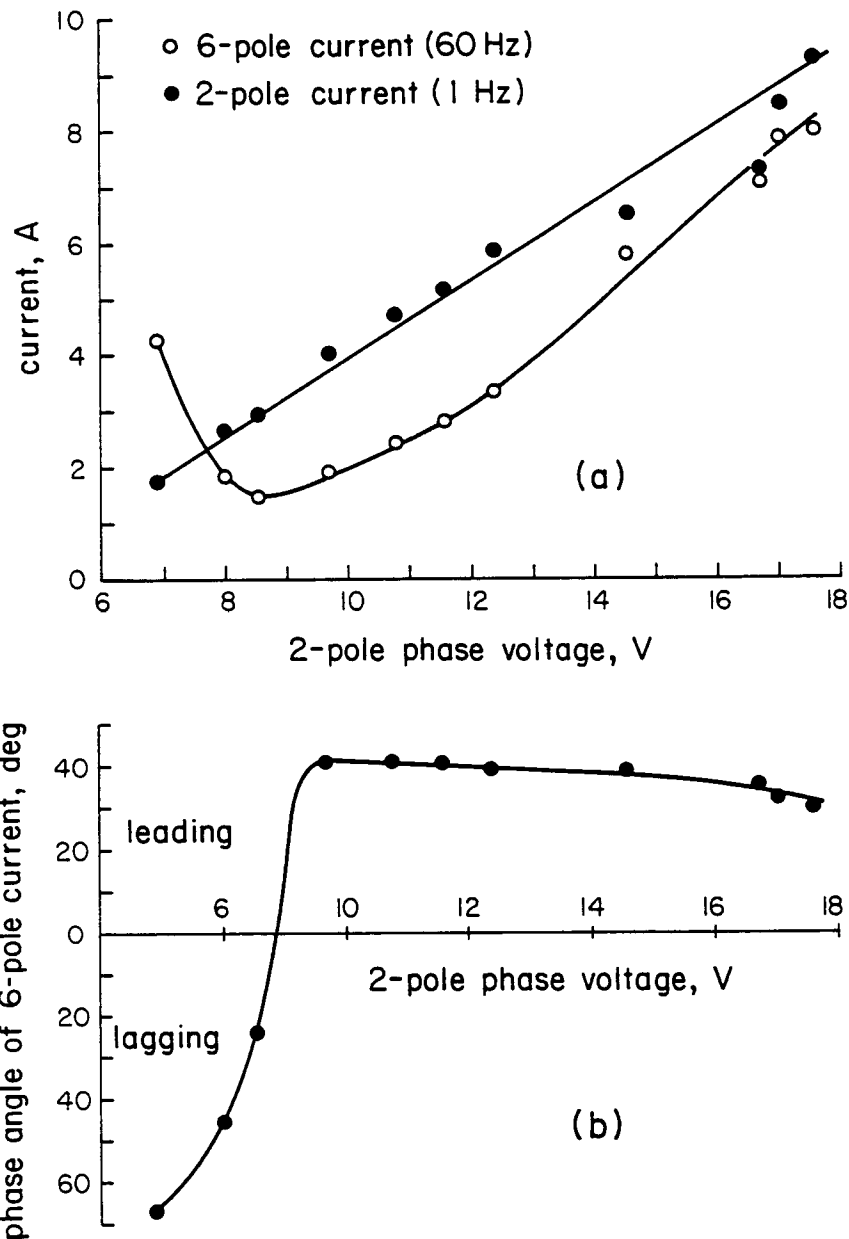 10
8
6
4
2
0
6-pole current (60 Hz)
2-pole current (1 Hz)
current, A
(a)
6 8 10 12 14 16 18
2-pole phase voltage, V
phase angle of 6-pole current, deg
40
20
0
20
40
60
leading
6 10 12 14 16 18
2-pole phase voltage, V
lagging
(b)